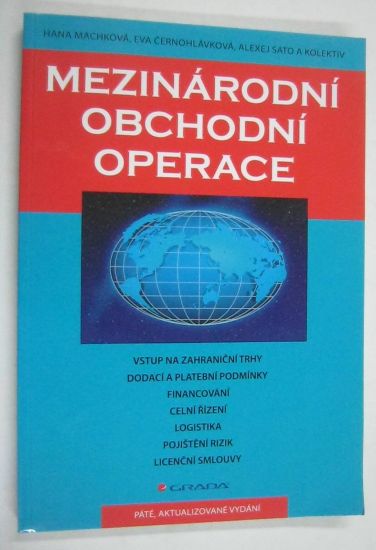 HANA MACHKOVÁ, EVA ČERNOHLÁVKOVÁ, ALEXEJ SATO A KOLEKTIV
MEZINÁRODNÍ
OBCHODNÍ
OPERACE
VSTUP NA ZAHRANIČNÍ TRHY
DODACÍ A PLATEBNÍ PODMÍNKY
FINANCOVÁNÍ
CELNÍ ŘÍZENÍ
LOGISTIKA
POJIŠTĚNÍ RIZIK
LICENČNÍ SMLOUVY
GRADA
PÁTÉ, AKTUALIZOVANÉ VYDÁNÍ